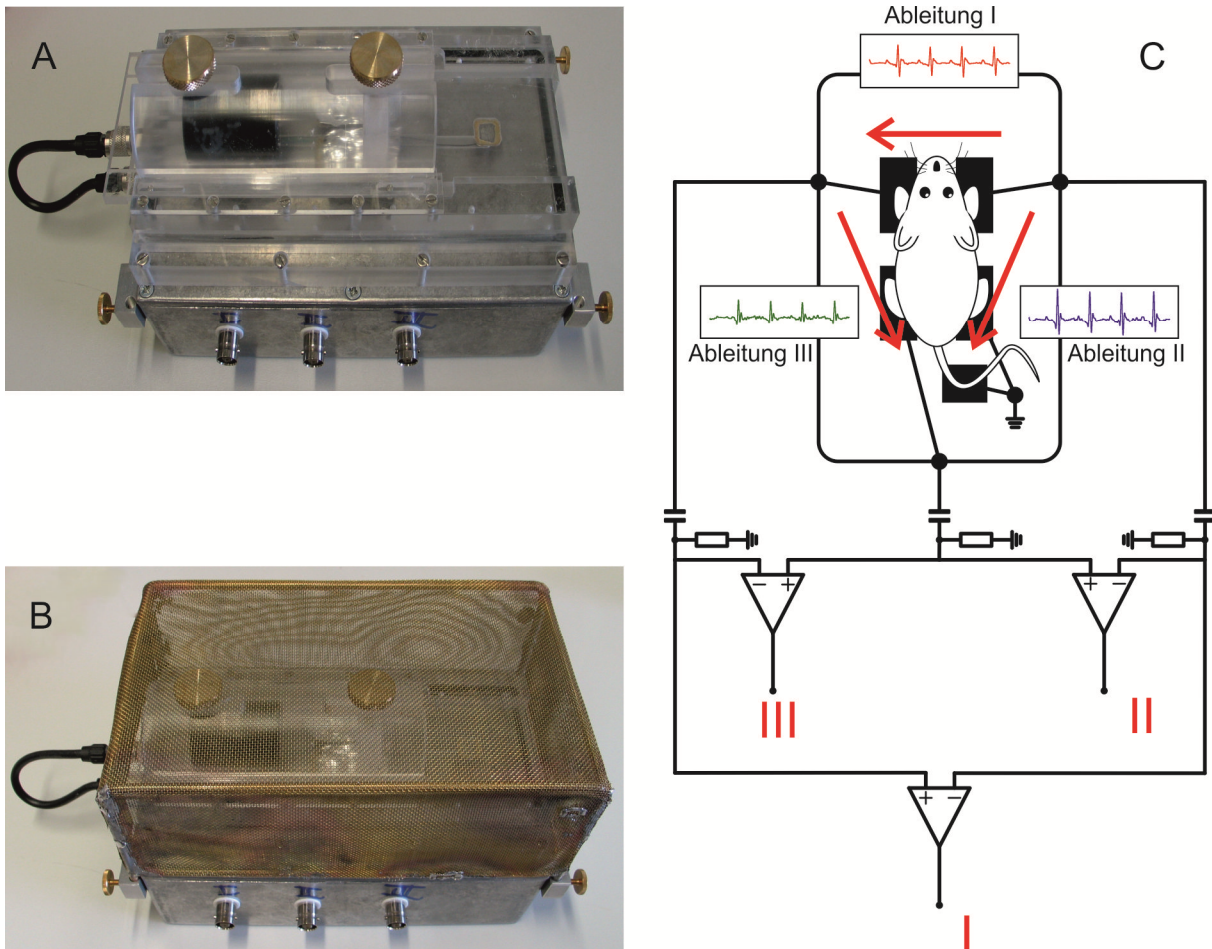 A
B
C
Ableitung I
Ableitung III
Ableitung II
− +
+ −
III
II
+ −
I